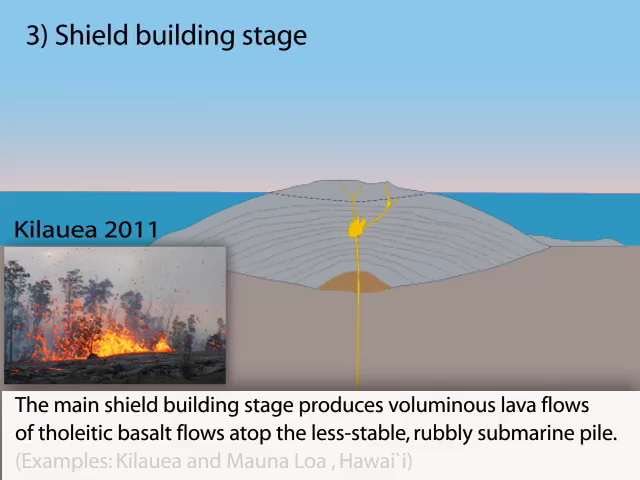 3) Shield building stage
Kilauea 2011
The main shield building stage produces voluminous lava flows
of tholeitic basalt flows atop the less-stable, rubbly submarine pile.
(Examples: Kilauea and Mauna Loa , Hawai`i)